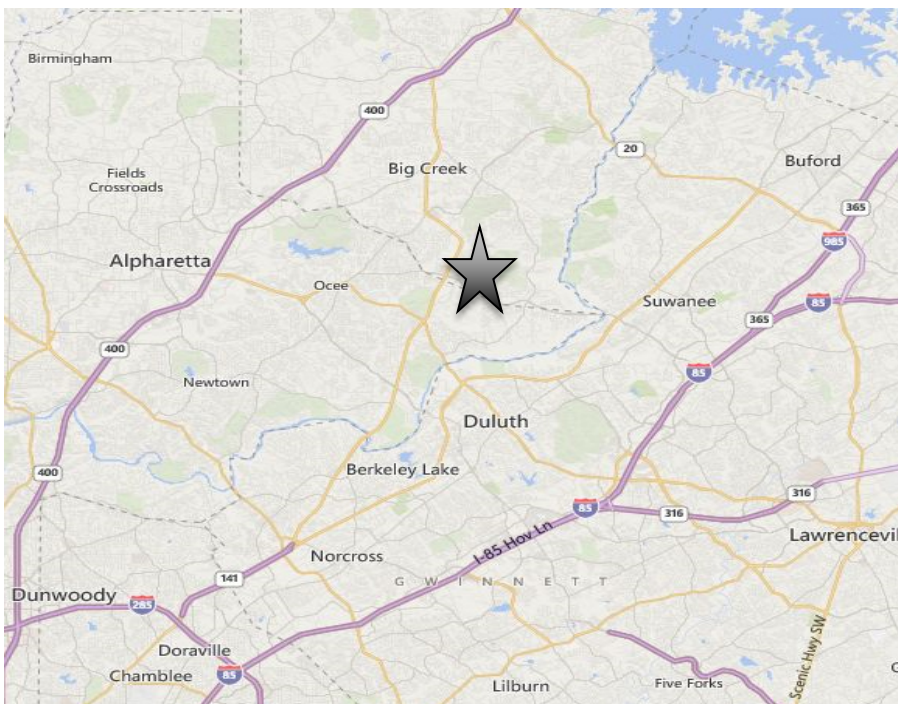 Birmingham
400
20
Buford
Big Creek
Fields
Crossroads
365
985
Alpharetta
Ocee
Suwanee
85
365
400
85
Newtown
Duluth
Berkeley Lake
400
316
85
316
I-85 Hov Ln
Lawrencevil
Norcross
141
GWINNETT
Dunwoody
285
Scenic Hwy SW
Doraville
85
Chamblee
Lilburn
Five Forks